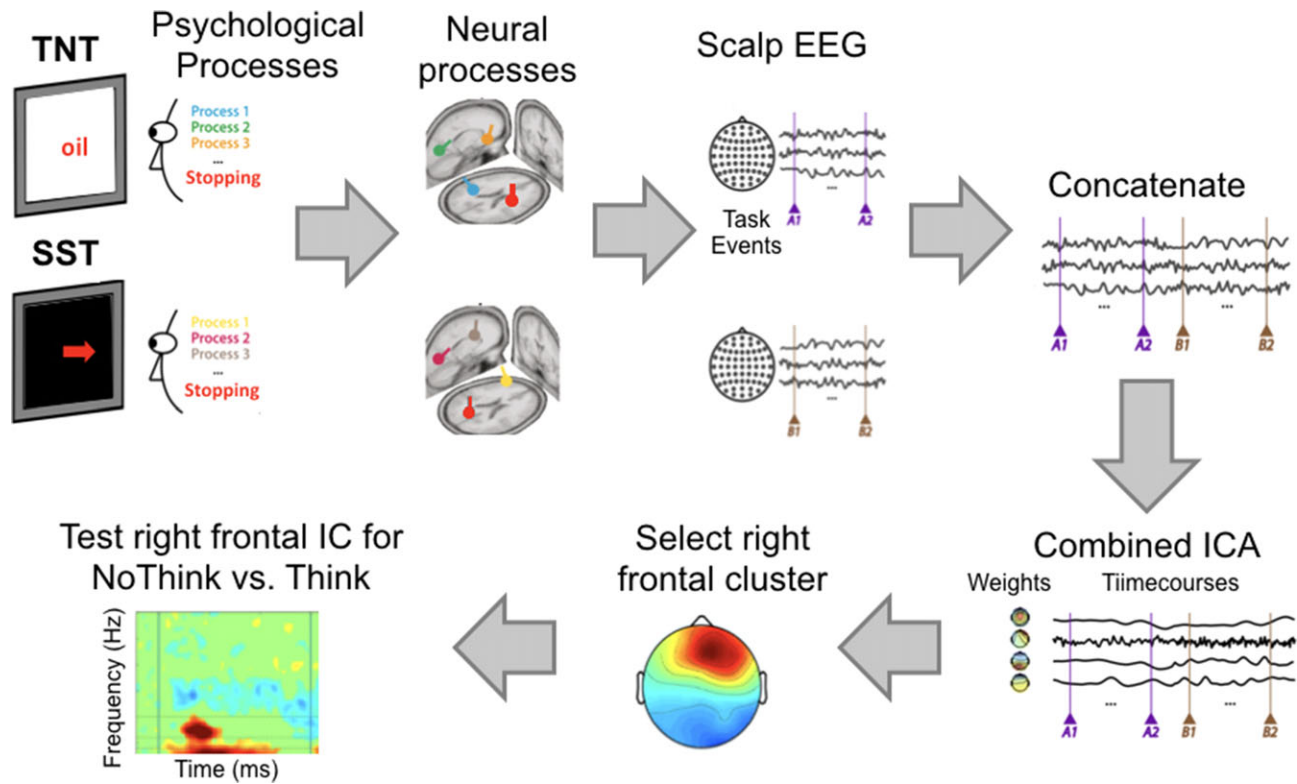 TNT
oil
Psychological
Processes
Process 1
Process 2
Process 3
...
Stopping
Neural
processes
Scalp EEG
Task
Events
A1
A2
...
SST
Process 1
Process 2
Process 3
...
Stopping
...
B1
B2
Concatenate
...
...
A1
A2
B1
B2
Combined ICA
Weights
Tiimecourses
...
...
A1
A2
B1
B2
Select right
frontal cluster
Test right frontal IC for
NoThink vs. Think
Frequency (Hz)
Time (ms)